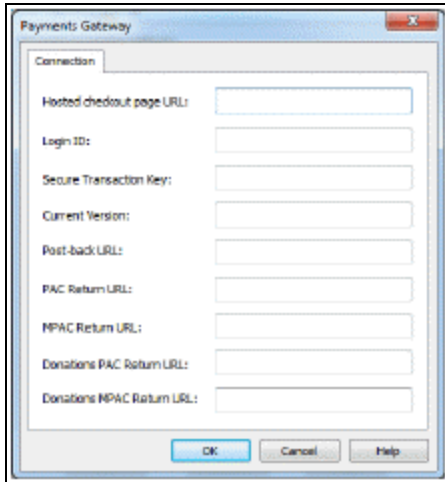 Payments Gateway
Connection
Hosted checkout page URL:
Login ID:
Secure Transaction Key:
Current Version:
Post-back URL:
PAC Return URL:
MPAC Return URL:
Donations PAC Return URL:
Donations MPAC Return URL:
OK Cancel Help